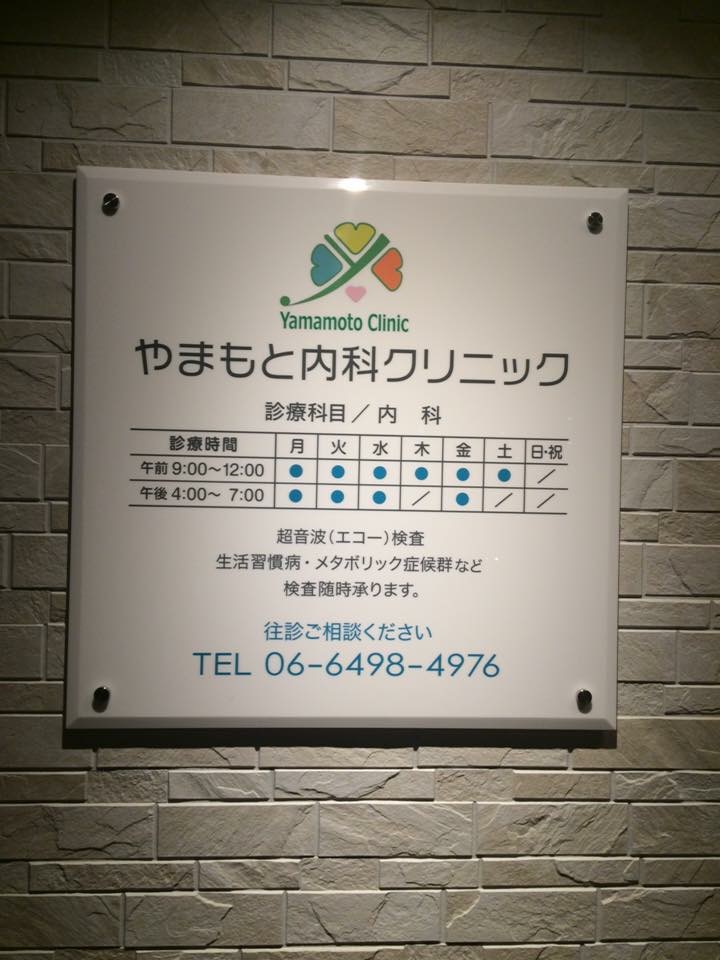 Yamamoto Clinic
やまもと内科クリニック
診療科目／内 科
診療時間 月 火 水 木 金 土 日・祝
午前 9:00〜12:00 ● ● ● ● ● ● ／
午後 4:00〜 7:00 ● ● ● ／ ● ／ ／
超音波（エコー）検査
生活習慣病・メタボリック症候群など
検査随時承ります。
往診ご相談ください
TEL 06-6498-4976